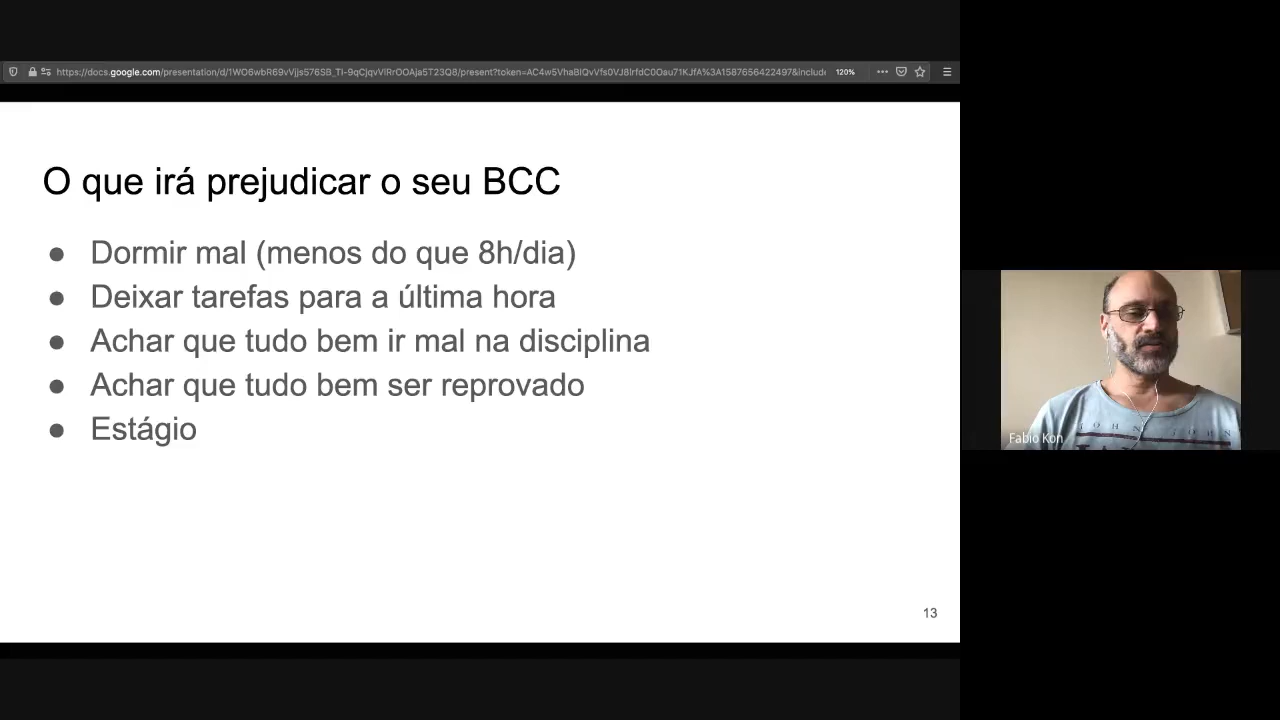 120%
O que irá prejudicar o seu BCC
● Dormir mal (menos do que 8h/dia)
● Deixar tarefas para a última hora
● Achar que tudo bem ir mal na disciplina
● Achar que tudo bem ser reprovado
● Estágio
13
Fabio Kon